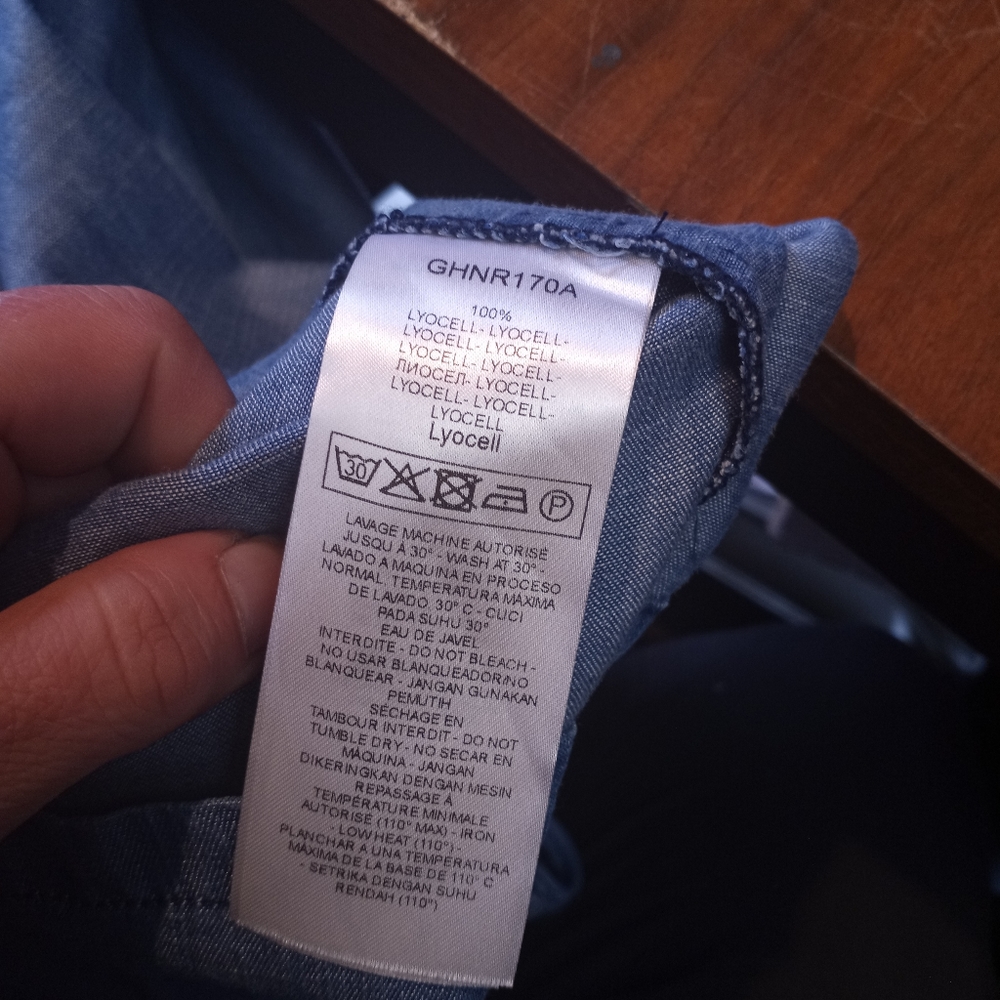 GHNR170A
100%
LYOCELL- LYOCELL-
LYOCELL- LYOCELL-
LYOCELL- LYOCELL-
ЛИОСЕЛ- LYOCELL-
LYOCELL- LYOCELL-
LYOCELL
Lyocell
30 P
LAVAGE MACHINE AUTORISÉ
JUSQU À 30° - WASH AT 30° -
LAVADO A MAQUINA EN PROCESO
NORMAL, TEMPERATURA MÁXIMA
DE LAVADO, 30° C - CUCI
PADA SUHU 30°
EAU DE JAVEL
INTERDITE - DO NOT BLEACH -
NO USAR BLANQUEADOR/NO
BLANQUEAR - JANGAN GUNAKAN
PEMUTIH
SÉCHAGE EN
TAMBOUR INTERDIT - DO NOT
TUMBLE DRY - NO SECAR EN
MÁQUINA - JANGAN
DIKERINGKAN DENGAN MESIN
REPASSAGE À
TEMPÉRATURE MINIMALE
AUTORISÉ (110° MAX) - IRON
- LOW HEAT (110°) -
PLANCHAR A UNA TEMPERATURA
MÁXIMA DE LA BASE DE 110° C
- SETRIKA DENGAN SUHU
RENDAH (110°)